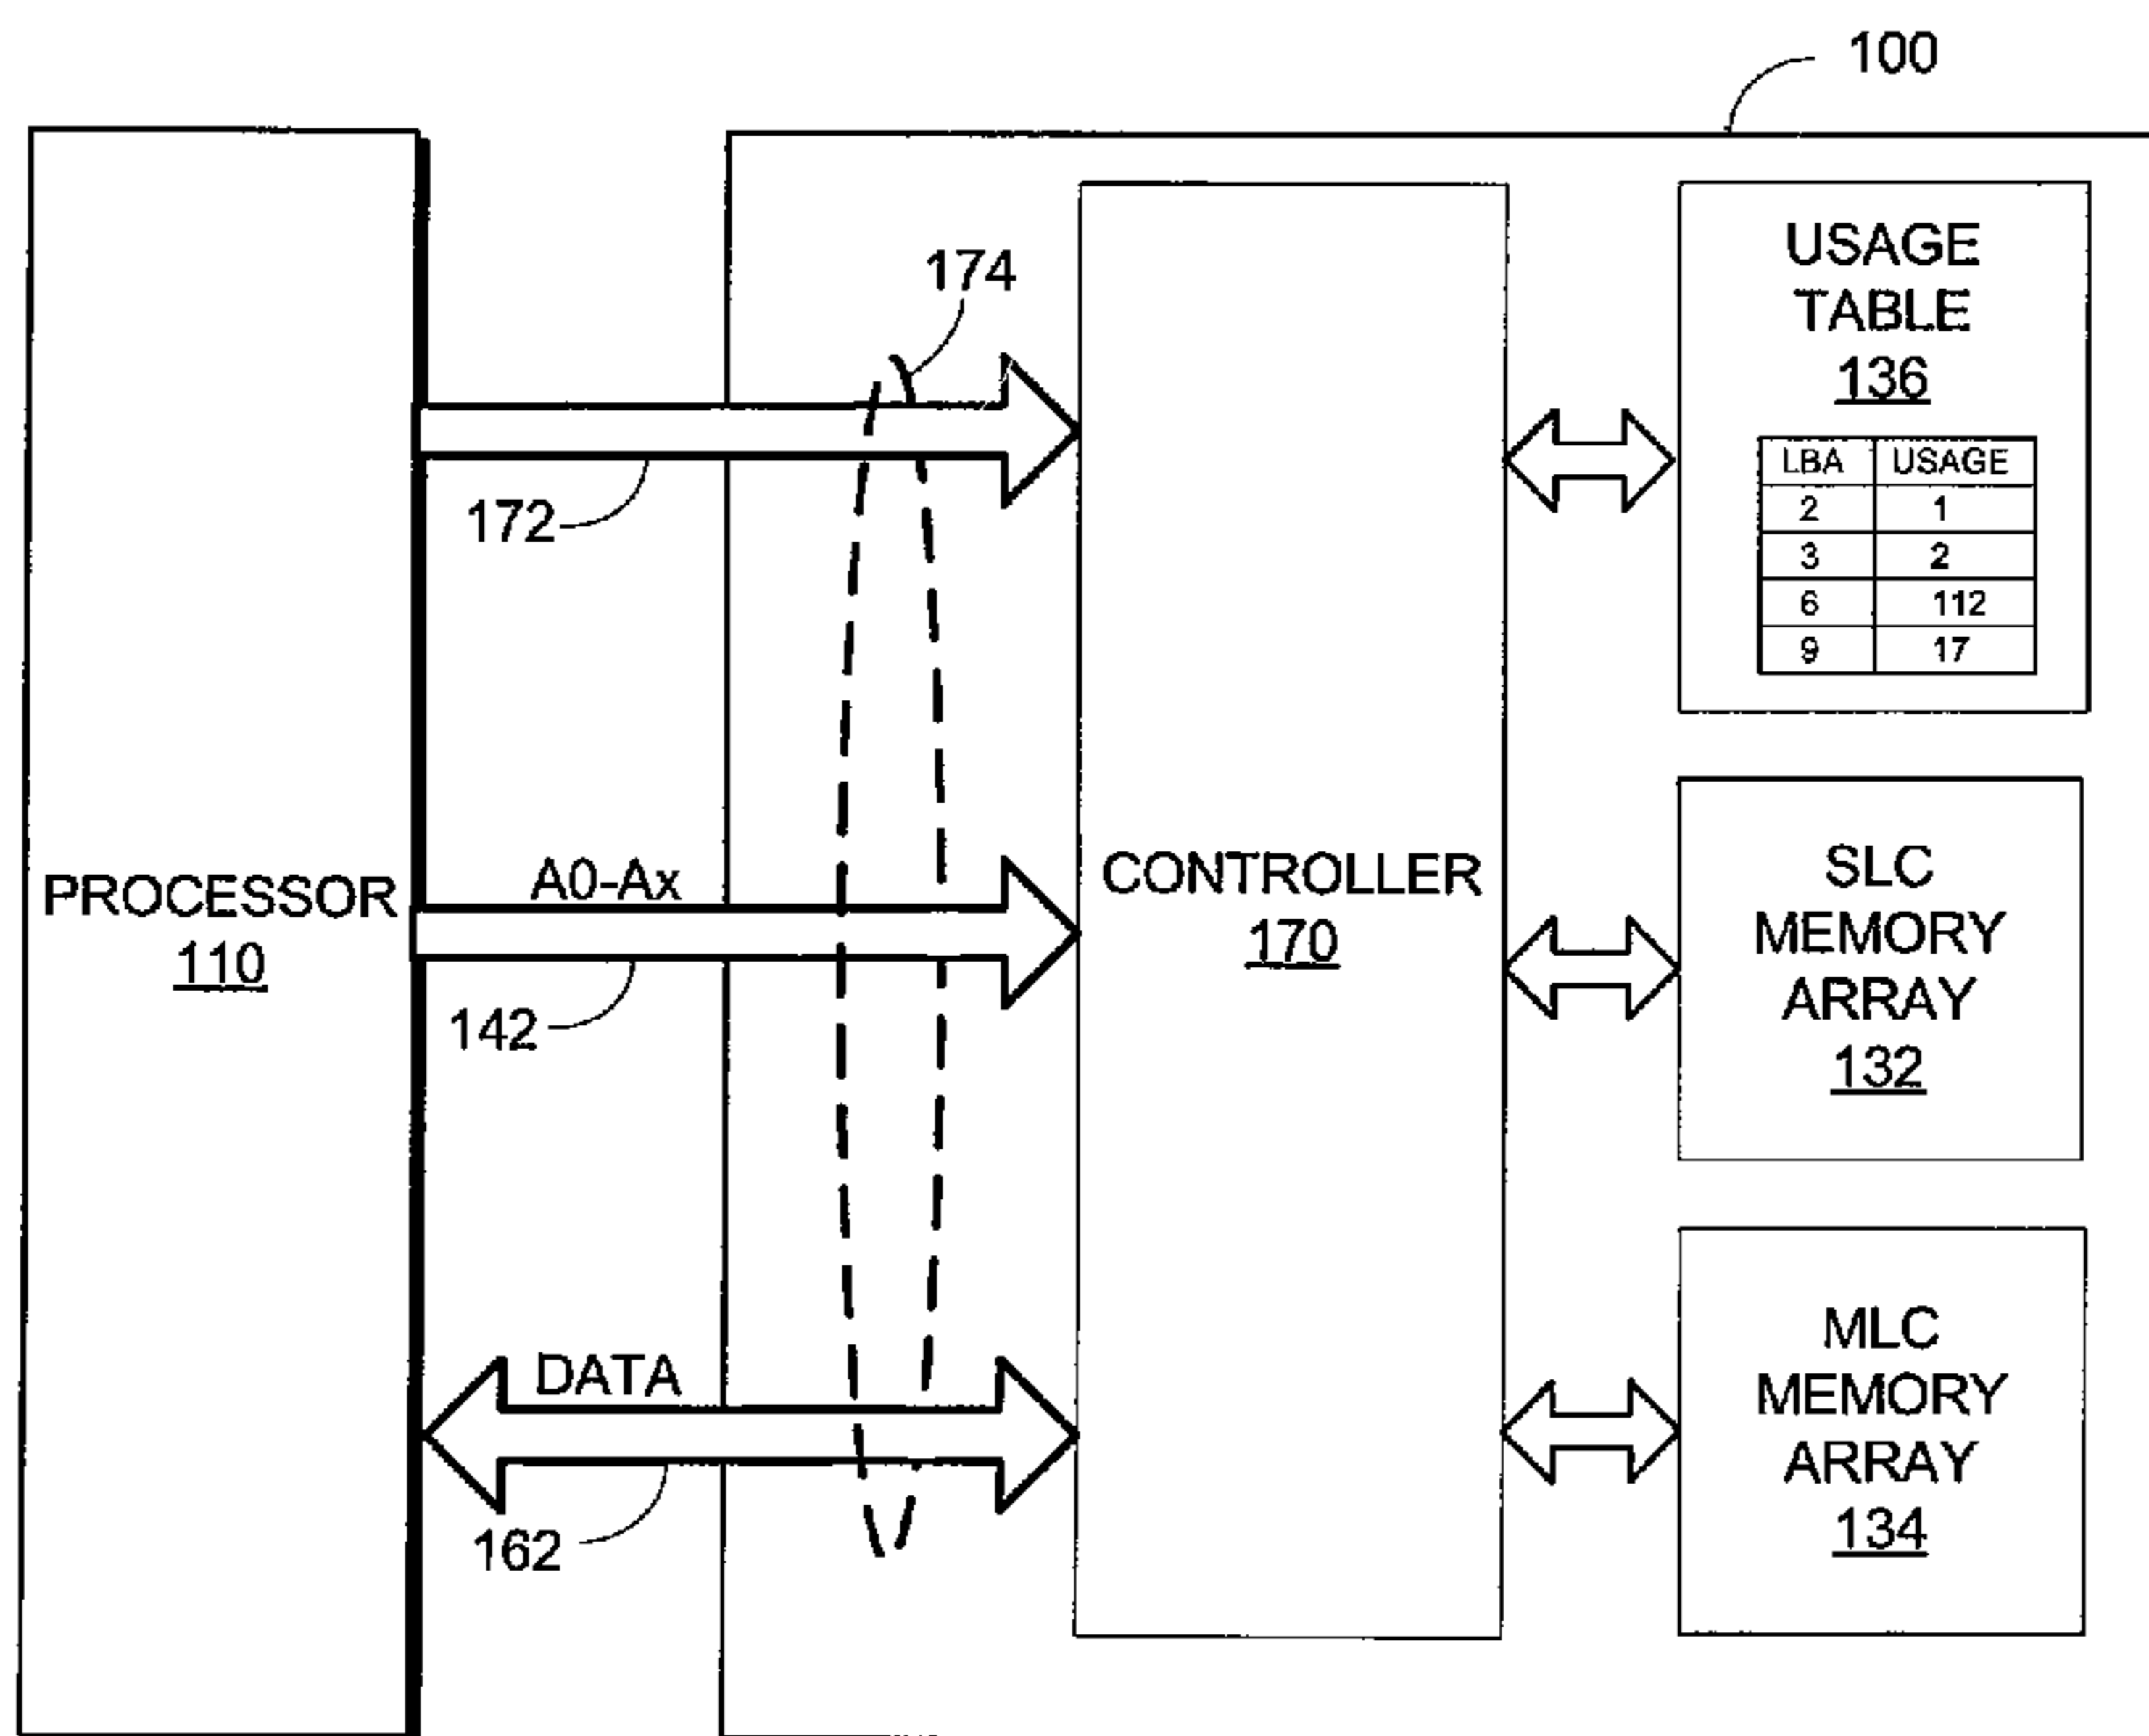 100
174
172
PROCESSOR
110
A0-Ax
142
DATA
162
CONTROLLER
170
USAGE
TABLE
136
LBA USAGE
2 1
3 2
6 112
9 17
SLC
MEMORY
ARRAY
132
MLC
MEMORY
ARRAY
134